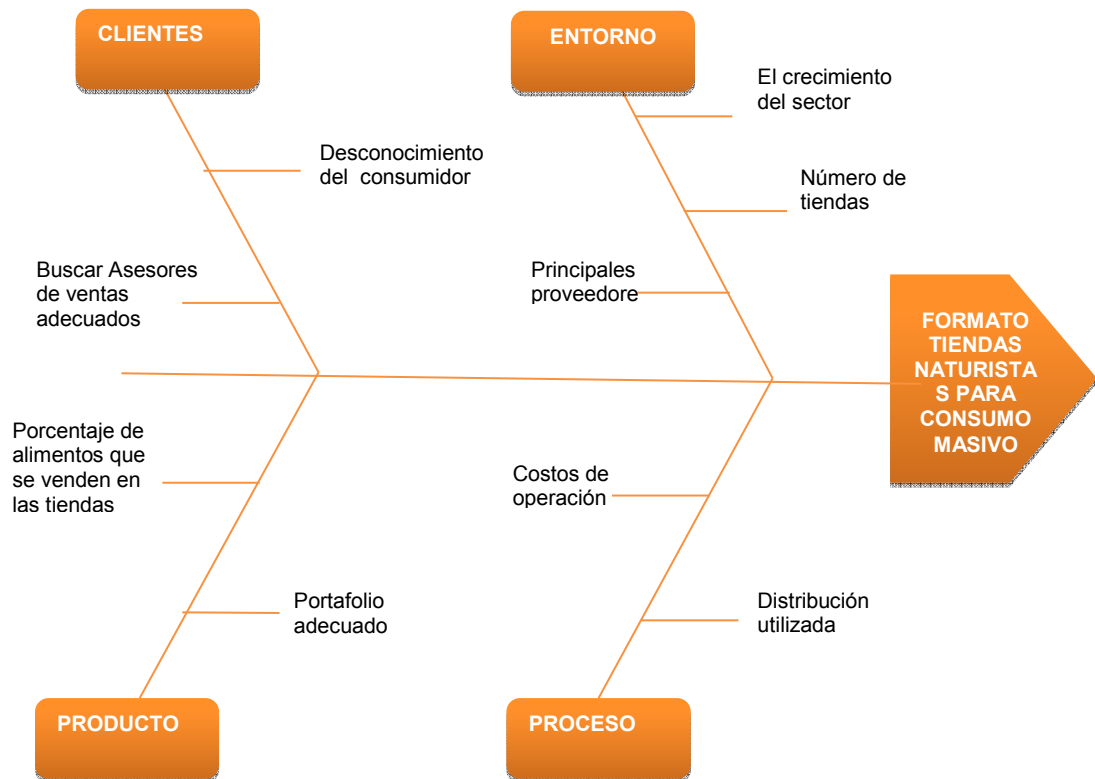 CLIENTES
ENTORNO
El crecimiento
del sector
Desconocimiento
del consumidor
Número de
tiendas
Buscar Asesores
de ventas
adecuados
Principales
proveedore
FORMATO
TIENDAS
NATURISTA
S PARA
CONSUMO
MASIVO
Porcentaje de
alimentos que
se venden en
las tiendas
Costos de
operación
Portafolio
adecuado
Distribución
utilizada
PRODUCTO
PROCESO